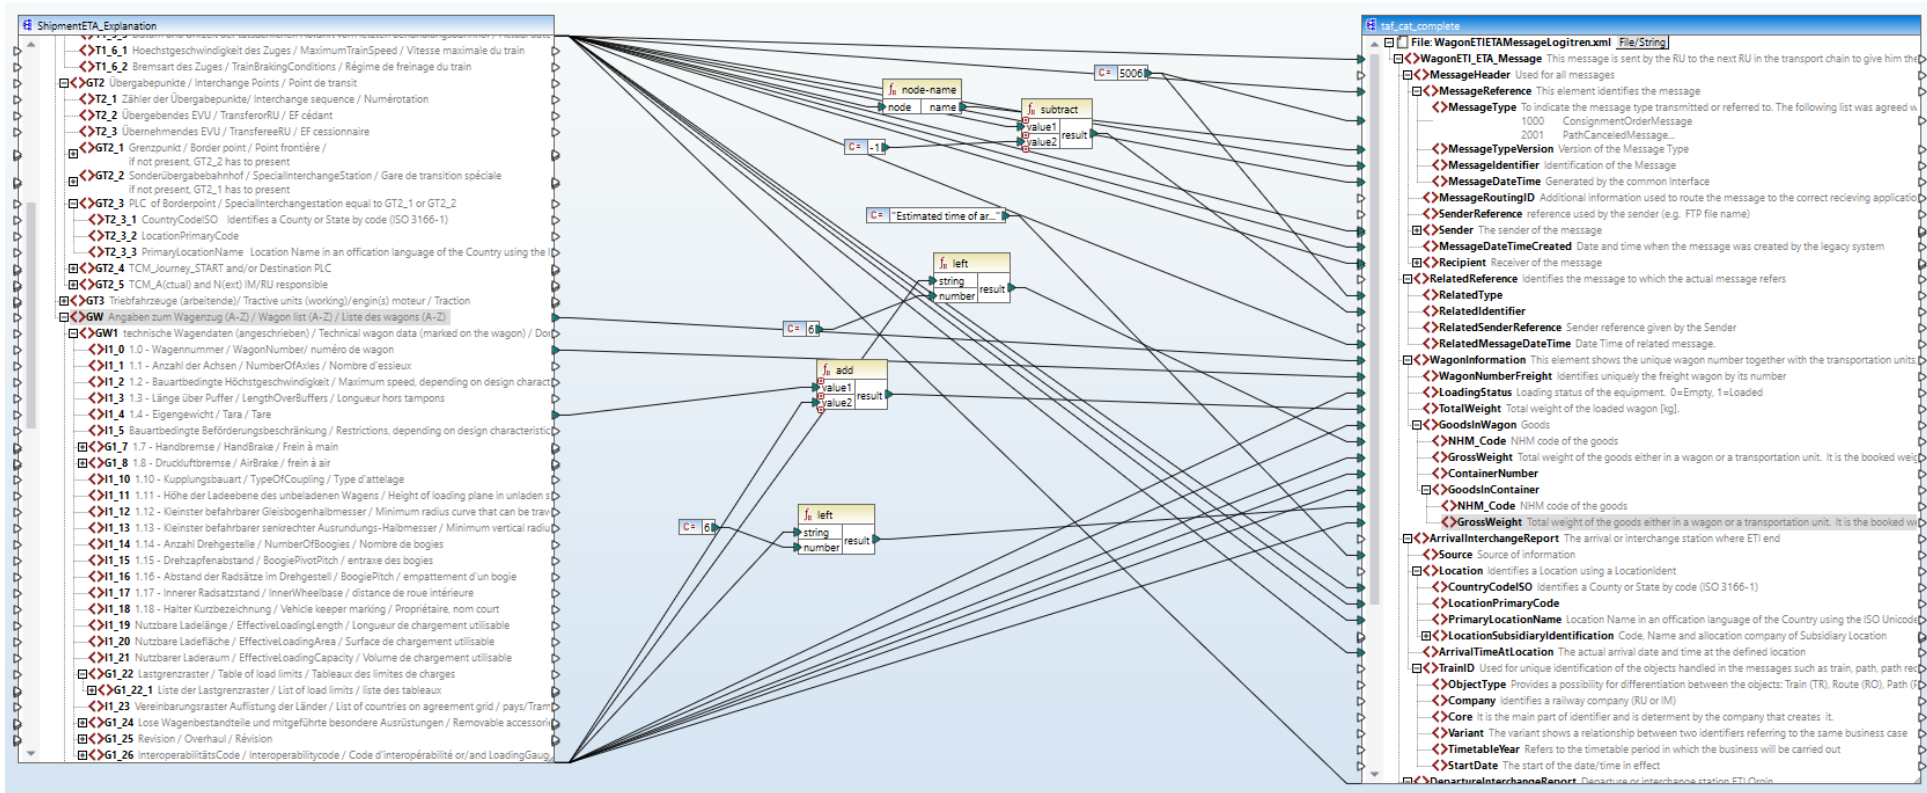 ShipmentETA_Explanation
T1_6_1 Hoechstgeschwindigkeit des Zuges / MaximumTrainSpeed / Vitesse maximale du train
T1_6_2 Bremsart des Zuges / TrainBrakingConditions / Régime de freinage du train
GT2 Übergabepunkte / Interchange Points / Point de transit
T2_1 Zähler der Übergabepunkte/ Interchange sequence / Numérotation
T2_2 Übergebendes EVU / TransferorRU / EF cédant
T2_3 Übernehmendes EVU / TransfereeRU / EF cessionnaire
GT2_1 Grenzpunkt / Border point / Point frontière /
if not present, GT2_2 has to present
GT2_2 Sonderübergabebahnhof / SpecialInterchangeStation / Gare de transition spéciale
if not present, GT2_1 has to present
GT2_3 PLC of Borderpoint / SpecialInterchangestation equal to GT2_1 or GT2_2
T2_3_1 CountryCodeISO Identifies a County or State by code (ISO 3166-1)
T2_3_2 LocationPrimaryCode
T2_3_3 PrimaryLocationName Location Name in an offication language of the Country using the
GT2_4 TCM_Journey_START and/or Destination PLC
GT2_5 TCM_A(ctual) and N(ext) IM/RU responsible
GT3 Triebfahrzeuge (arbeitende)/ Tractive units (working)/engin(s) moteur / Traction
GW Angaben zum Wagenzug (A-Z) / Wagon list (A-Z) / Liste des wagons (A-Z)
GW1 technische Wagendaten (angeschrieben) / Technical wagon data (marked on the wagon) / Do
I1_0 1.0 - Wagennummer / WagonNumber/ numéro de wagon
I1_1 1.1 - Anzahl der Achsen / NumberOfAxles / Nombre d'essieux
I1_2 1.2 - Bauartbedingte Höchstgeschwindigkeit / Maximum speed, depending on design charact
I1_3 1.3 - Länge über Puffer / LengthOverBuffers / Longueur hors tampons
I1_4 1.4 - Eigengewicht / Tara / Tare
I1_5 Bauartbedingte Beförderungsbeschränkung / Restrictions, depending on design characteristic
G1_7 1.7 - Handbremse / HandBrake / Frein à main
G1_8 1.8 - Druckluftbremse / AirBrake / frein à air
I1_10 1.10 - Kupplungsbauart / TypeOfCoupling / Type d'attelage
I1_11 1.11 - Höhe der Ladeebene des unbeladenen Wagens / Height of loading plane in unladen s
I1_12 1.12 - Kleinster befahrbarer Gleisbogenhalbmesser / Minimum radius curve that can be trav
I1_13 1.13 - Kleinster befahrbarer senkrechter Ausrundungs-Halbmesser / Minimum vertical radiu
I1_14 1.14 - Anzahl Drehgestelle / NumberOfBoogies / Nombre de bogies
I1_15 1.15 - Drehzapfenabstand / BoogiePivotPitch / entraxe des bogies
I1_16 1.16 - Abstand der Radsätze im Drehgestell / BoogiePitch / empattement d'un bogie
I1_17 1.17 - Innerer Radsatzstand / InnerWheelbase / distance de roue intérieure
I1_18 1.18 - Halter Kurzbezeichnung / Vehicle keeper marking / Propriétaire, nom court
I1_19 Nutzbare Ladelänge / EffectiveLoadingLength / Longueur de chargement utilisable
I1_20 Nutzbare Ladefläche / EffectiveLoadingArea / Surface de chargement utilisable
I1_21 Nutzbarer Laderaum / EffectiveLoadingCapacity / Volume de chargement utilisable
G1_22 Lastgrenzraster / Table of load limits / Tableaux des limites de charges
G1_22_1 Liste der Lastgrenzraster / List of load limits / liste des tableaux
I1_23 Vereinbarungsraster Auflistung der Länder / List of countries on agreement grid / pays/Tram
G1_24 Lose Wagenbestandteile und mitgeführte besondere Ausrüstungen / Removable accessori
G1_25 Revision / Overhaul / Révision
G1_26 InteroperabilitätsCode / Interoperabilitycode / Code d'interopérabilité or/and LoadingGaug
c= 5006
node-name
node name
subtract
value1
value2
result
c= -1
c= "Estimated time of ar..."
left
string
number
result
c= 6
add
value1
value2
result
left
string
number
result
c= 6
taf_cat_complete
File: WagonETIETAMessageLogitren.xml File/String
WagonETI_ETA_Message This message is sent by the RU to the next RU in the transport chain to give him the
MessageHeader Used for all messages
MessageReference This element identifies the message
MessageType To indicate the message type transmitted or referred to. The following list was agreed w
1000 ConsignmentOrderMessage
2001 PathCanceledMessage...
MessageTypeVersion Version of the Message Type
MessageIdentifier Identification of the Message
MessageDateTime Generated by the common Interface
MessageRoutingID Additional information used to route the message to the correct recieving applicatio
SenderReference reference used by the sender (e.g. FTP file name)
Sender The sender of the message
MessageDateTimeCreated Date and time when the message was created by the legacy system
Recipient Receiver of the message
RelatedReference Identifies the message to which the actual message refers
RelatedType
RelatedIdentifier
RelatedSenderReference Sender reference given by the Sender
RelatedMessageDateTime Date Time of related message.
WagonInformation This element shows the unique wagon number together with the transportation units
WagonNumberFreight Identifies uniquely the freight wagon by its number
LoadingStatus Loading status of the equipment. 0=Empty, 1=Loaded
TotalWeight Total weight of the loaded wagon [kg].
GoodsInWagon Goods
NHM_Code NHM code of the goods
GrossWeight Total weight of the goods either in a wagon or a transportation unit. It is the booked weig
ContainerNumber
GoodsInContainer
NHM_Code NHM code of the goods
GrossWeight Total weight of the goods either in a wagon or a transportation unit. It is the booked we
ArrivalInterchangeReport The arrival or interchange station where ETI end
Source Source of information
Location Identifies a Location using a LocationIdent
CountryCodeISO Identifies a County or State by code (ISO 3166-1)
LocationPrimaryCode
PrimaryLocationName Location Name in an offication language of the Country using the ISO Unicode
LocationSubsidiaryIdentification Code, Name and allocation company of Subsidiary Location
ArrivalTimeAtLocation The actual arrival date and time at the defined location
TrainID Used for unique identification of the objects handled in the messages such as train, path, path rec
ObjectType Provides a possibility for differentiation between the objects: Train (TR), Route (RO), Path
Company Identifies a railway company (RU or IM)
Core It is the main part of identifier and is determent by the company that creates it.
Variant The variant shows a relationship between two identifiers referring to the same business case
TimetableYear Refers to the timetable period in which the business will be carried out
StartDate The start of the date/time in effect
DepartureInterchangeReport Departure or interchange station ETI Orgin